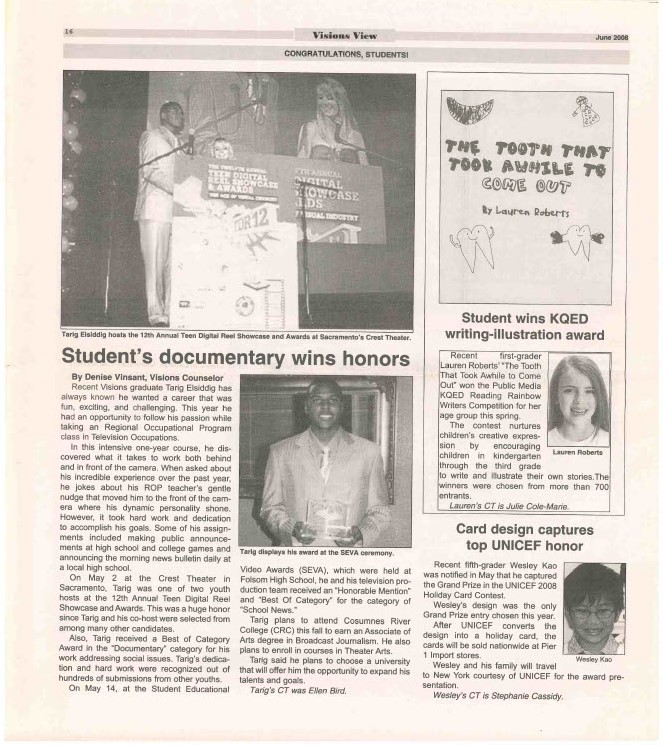 16
Visions View
June 2008
CONGRATULATIONS, STUDENTS!
THE TWELFTH ANNUAL
TEEN DIGITAL
REEL SHOWCASE
& AWARDS
TDR12
TH ANNUAL
DIGITAL
HOWCASE
RDS
Tarig Elsiddig hosts the 12th Annual Teen Digital Reel Showcase and Awards at Sacramento's Crest Theater.
Student's documentary wins honors
By Denise Vinsant, Visions Counselor
Recent Visions graduate Tarig Elsiddig has
always known he wanted a career that was
fun, exciting, and challenging. This year he
had an opportunity to follow his passion while
taking an Regional Occupational Program
class in Television Occupations.
In this intensive one-year course, he dis-
covered what it takes to work both behind
and in front of the camera. When asked about
his incredible experience over the past year,
he jokes about his ROP teacher's gentle
nudge that moved him to the front of the cam-
era where his dynamic personality shone.
However, it took hard work and dedication
to accomplish his goals. Some of his assign-
ments included making public announce-
ments at high school and college games and
announcing the morning news bulletin daily at
a local high school.
On May 2 at the Crest Theater in
Sacramento, Tarig was one of two youth
hosts at the 12th Annual Teen Digital Reel
Showcase and Awards. This was a huge honor
since Tarig and his co-host were selected from
among many other candidates.
Also, Tarig received a Best of Category
Award in the "Documentary" category for his
work addressing social issues. Tarig's dedica-
tion and hard work were recognized out of
hundreds of submissions from other youths.
On May 14, at the Student Educational
Tarig displays his award at the SEVA ceremony.
Video Awards (SEVA), which were held at
Folsom High School, he and his television pro-
duction team received an "Honorable Mention"
and "Best Of Category" for the category of
"School News."
Tarig plans to attend Cosumnes River
College (CRC) this fall to earn an Associate of
Arts degree in Broadcast Journalism. He also
plans to enroll in courses in Theater Arts.
Tarig said he plans to choose a university
that will offer him the opportunity to expand his
talents and goals.
Tarig's CT was Ellen Bird.
THE TOOTH THAT
TOOK AWHILE TO
COME OUT
By Lauren Roberts
Student wins KQED
writing-illustration award
Recent first-grader
Lauren Roberts' "The Tooth
That Took Awhile to Come
Out" won the Public Media
KQED Reading Rainbow
Writers Competition for her
age group this spring.
The contest nurtures
children's creative expres-
sion by encouraging
children in kindergarten
through the third grade
to write and illustrate their own stories.The
winners were chosen from more than 700
entrants.
Lauren's CT is Julie Cole-Marie.
Lauren Roberts
Card design captures
top UNICEF honor
Recent fifth-grader Wesley Kao
was notified in May that he captured
the Grand Prize in the UNICEF 2008
Holiday Card Contest.
Wesley's design was the only
Grand Prize entry chosen this year.
After UNICEF converts the
design into a holiday card, the
cards will be sold nationwide at Pier
1 Import stores.
Wesley and his family will travel
to New York courtesy of UNICEF for the award pre-
sentation.
Wesley's CT is Stephanie Cassidy.
Wesley Kao